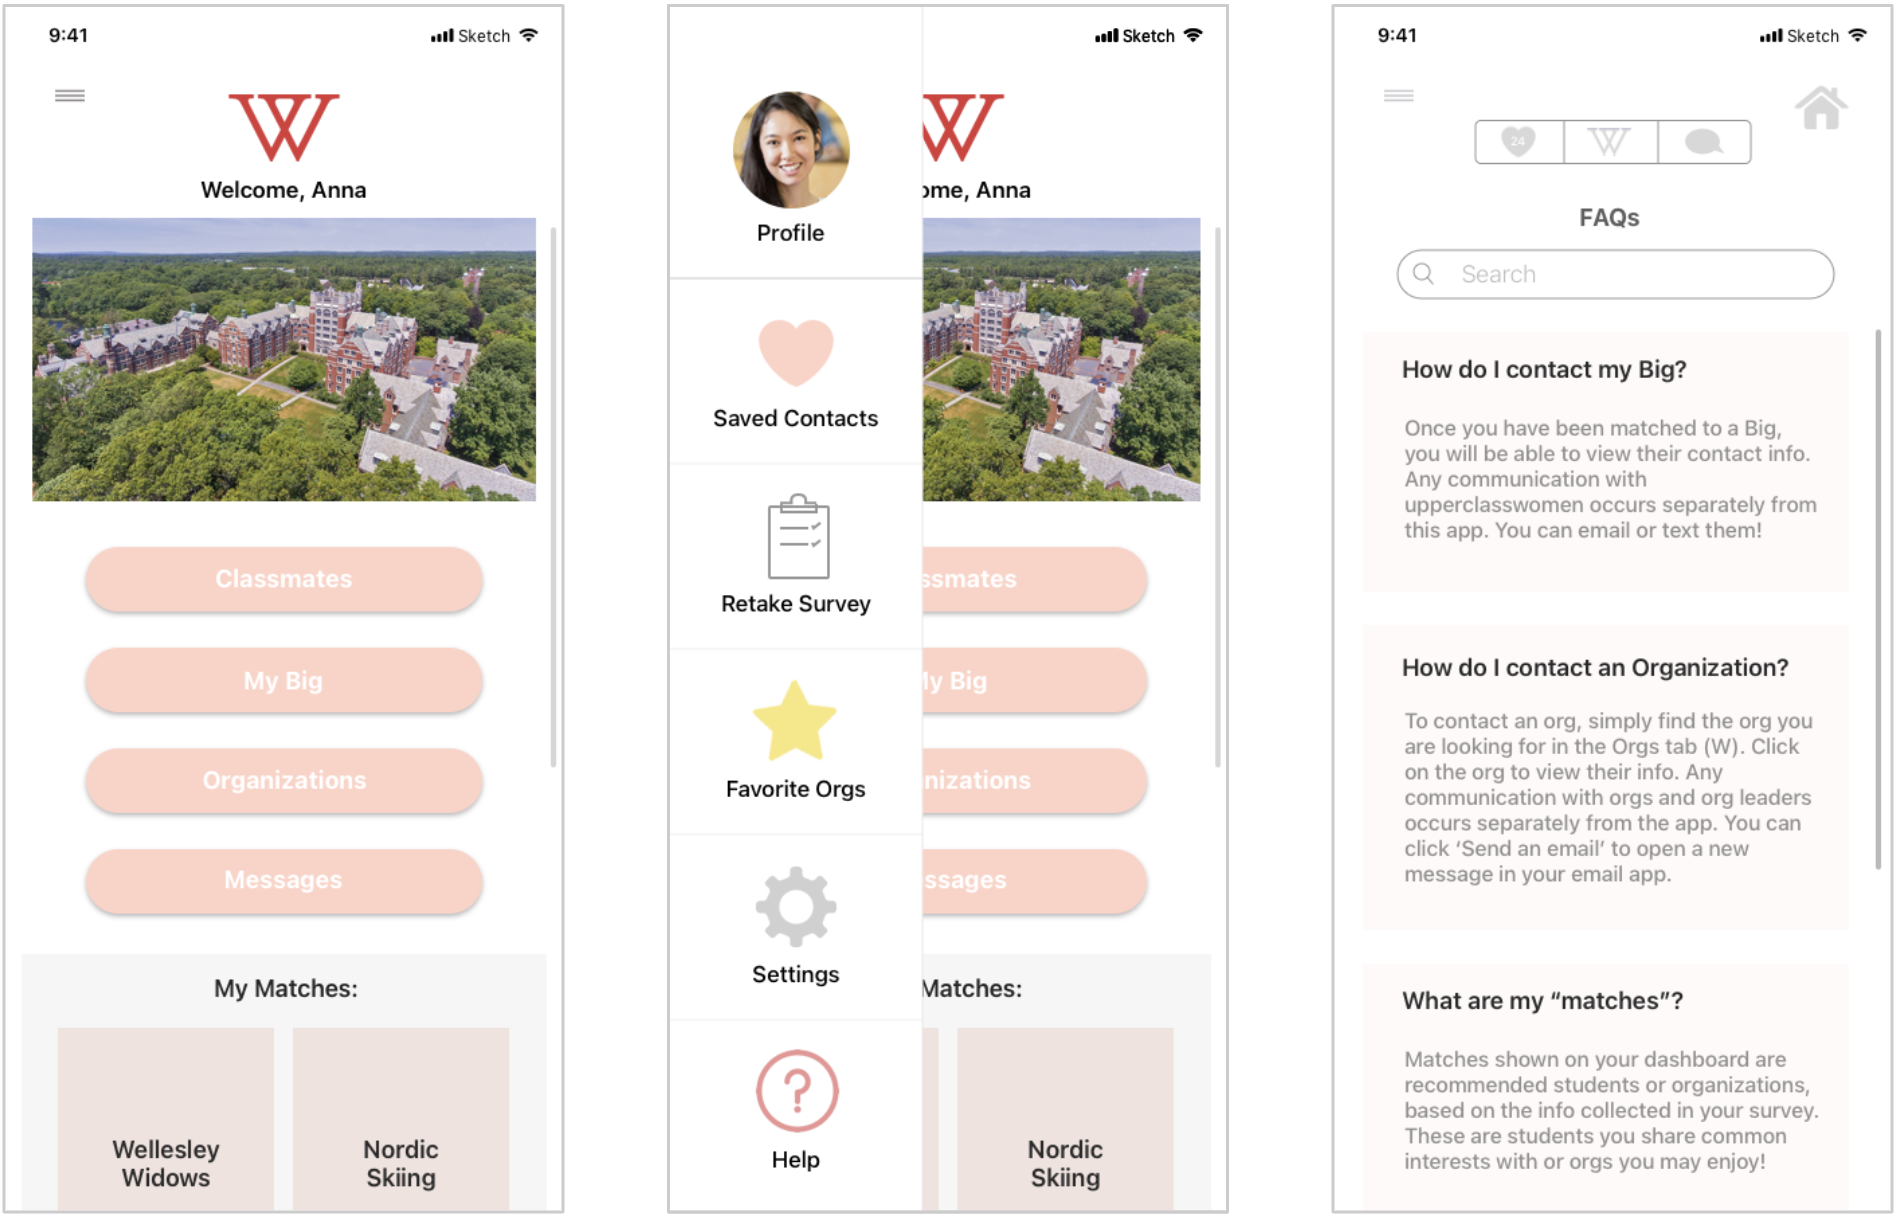 9:41
Sketch
W
Welcome, Anna
Classmates
My Big
Organizations
Messages
My Matches:
Wellesley
Widows
Nordic
Skiing
Sketch
Profile
Saved Contacts
Retake Survey
Favorite Orgs
Settings
Help
W
ome, Anna
ssmates
y Big
nizations
ssages
Matches:
Nordic
Skiing
9:41
Sketch
24
W
FAQs
Search
How do I contact my Big?
Once you have been matched to a Big,
you will be able to view their contact info.
Any communication with
upperclasswomen occurs separately from
this app. You can email or text them!
How do I contact an Organization?
To contact an org, simply find the org you
are looking for in the Orgs tab (W). Click
on the org to view their info. Any
communication with orgs and org leaders
occurs separately from the app. You can
click ‘Send an email’ to open a new
message in your email app.
What are my “matches”?
Matches shown on your dashboard are
recommended students or organizations,
based on the info collected in your survey.
These are students you share common
interests with or orgs you may enjoy!